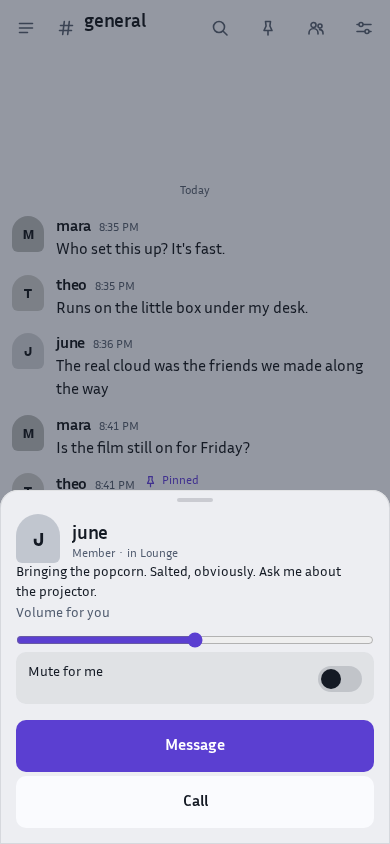 # general
Today
M
mara 8:35 PM
Who set this up? It's fast.
T
theo 8:35 PM
Runs on the little box under my desk.
J
june 8:36 PM
The real cloud was the friends we made along
the way
M
mara 8:41 PM
Is the film still on for Friday?
T
theo 8:41 PM Pinned
J
june
Member · in Lounge
Bringing the popcorn. Salted, obviously. Ask me about
the projector.
Volume for you
Mute for me
Message
Call